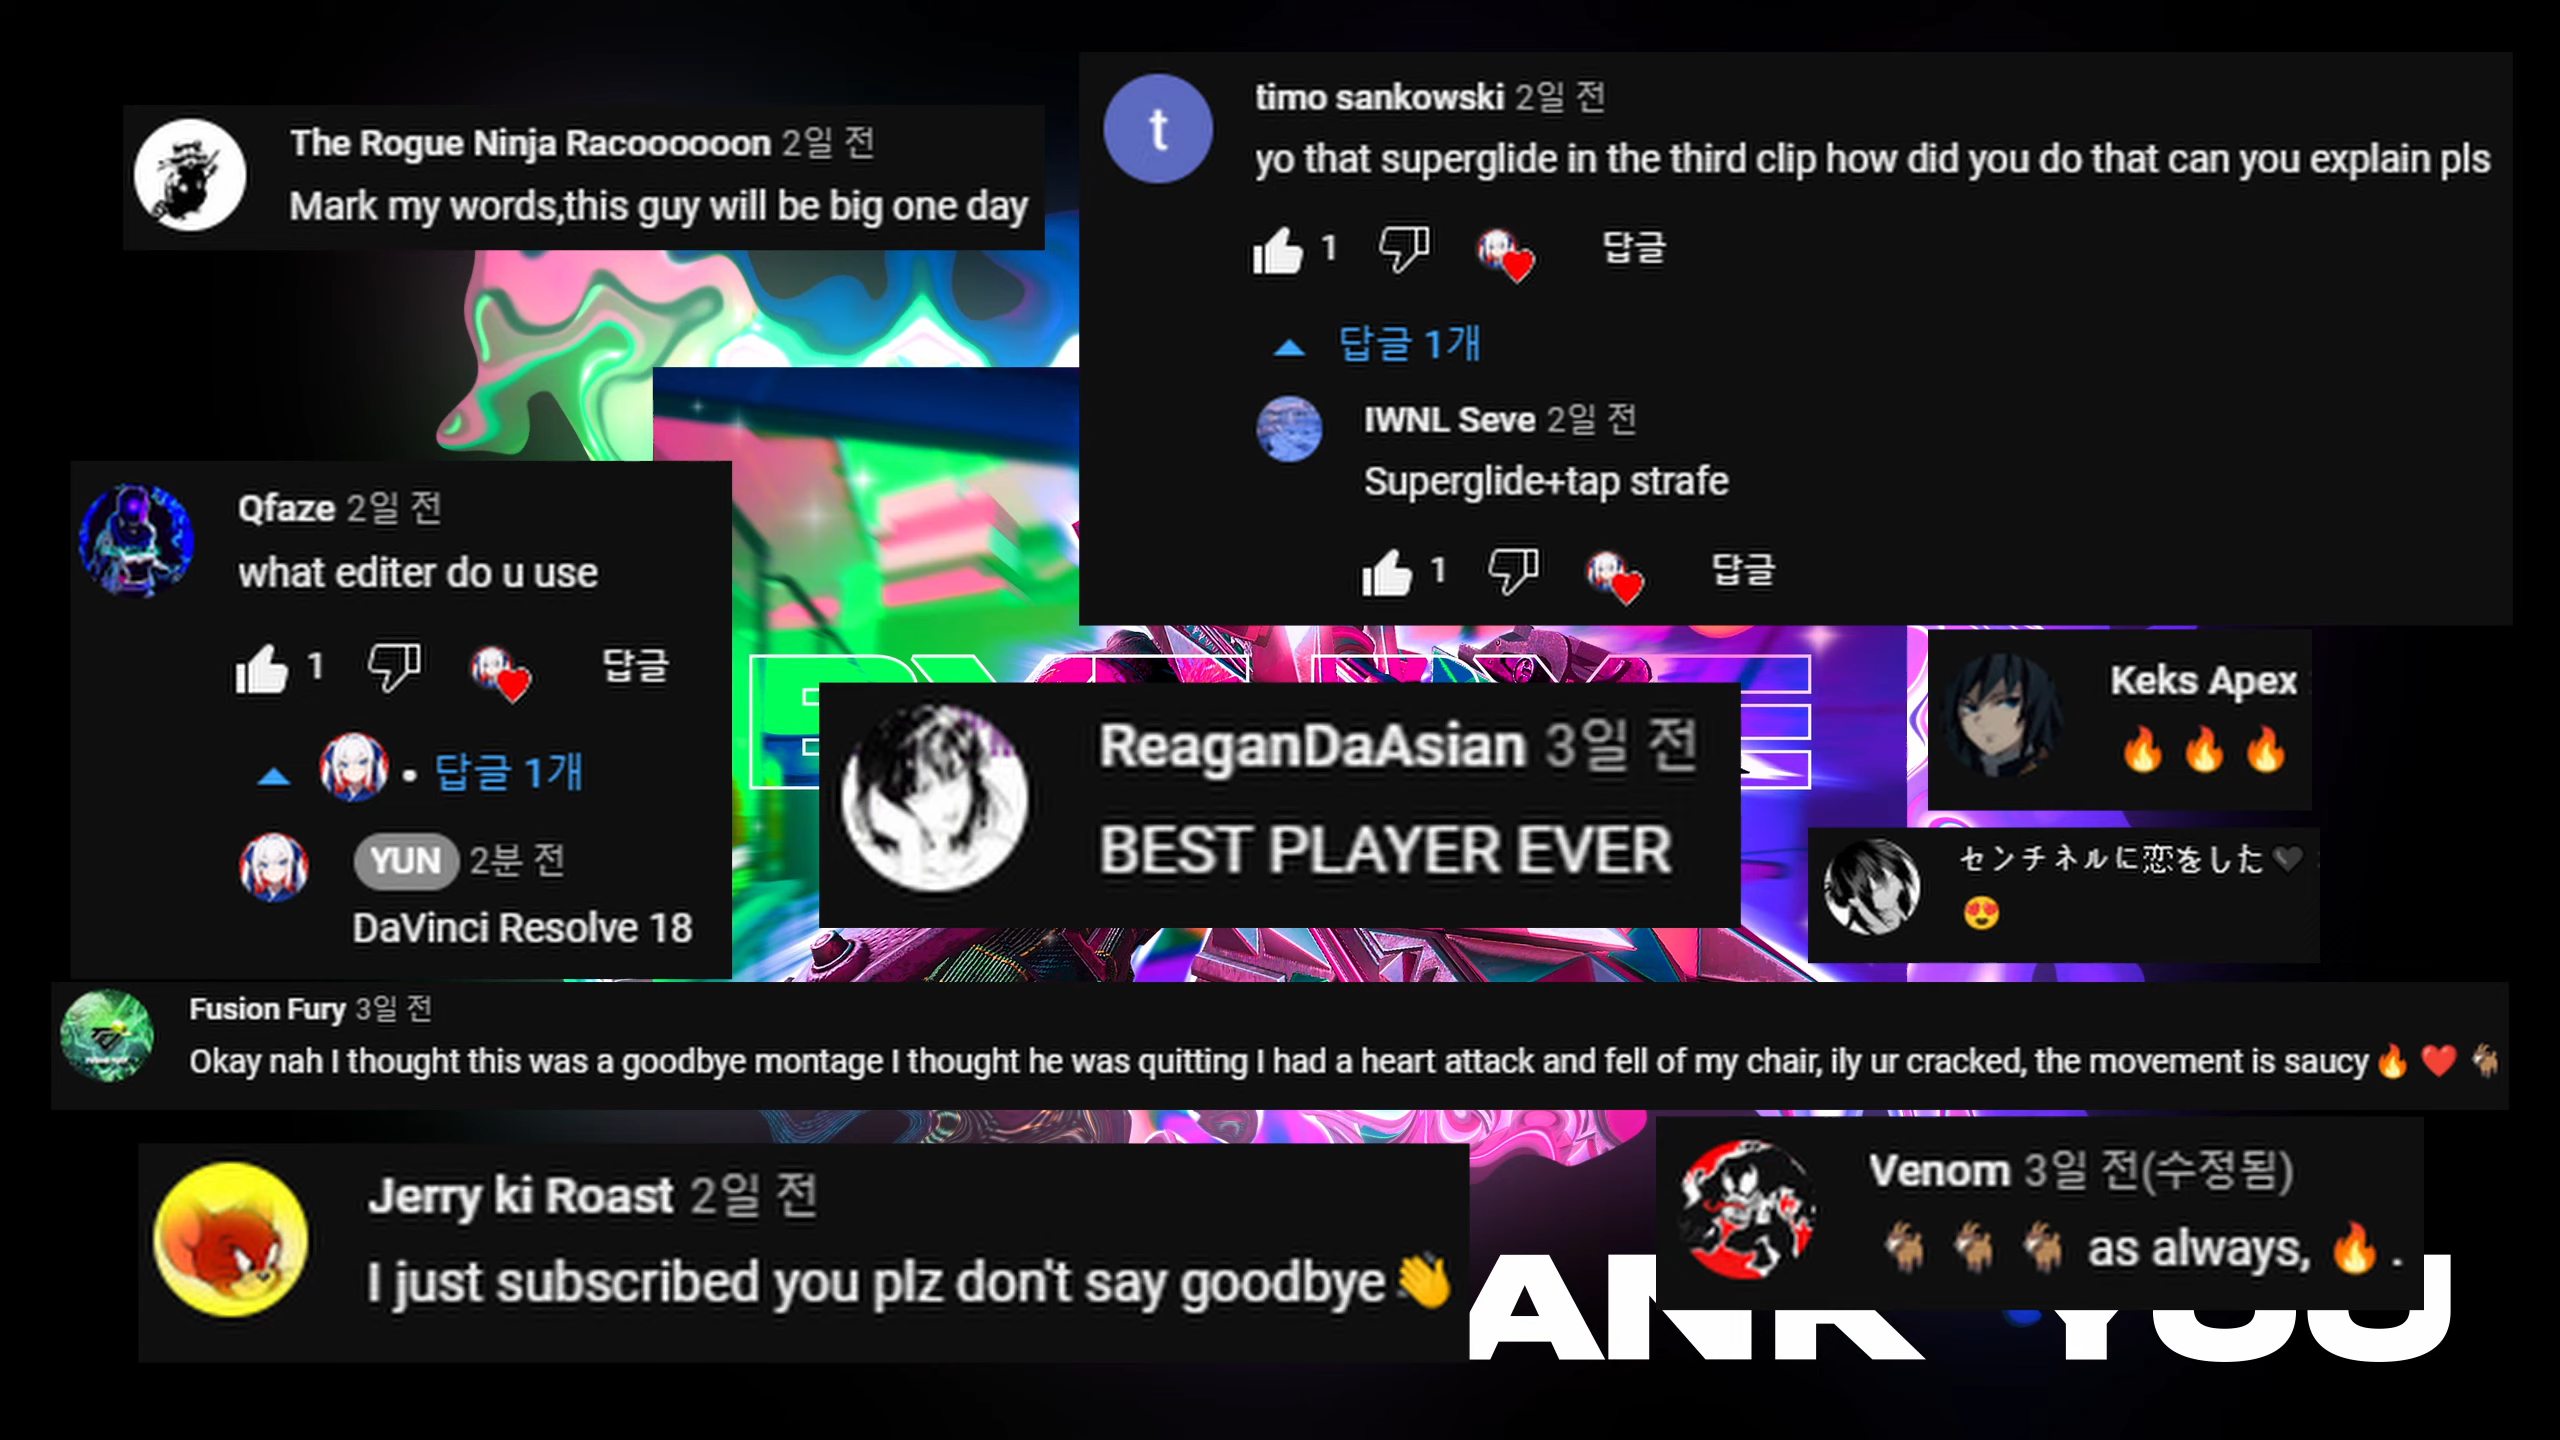 The Rogue Ninja Racoooooon 2일 전
Mark my words,this guy will be big one day
timo sankowski 2일 전
yo that superglide in the third clip how did you do that can you explain pls
1 답글
답글 1개
IWNL Seve 2일 전
Superglide+tap strafe
1 답글
Qfaze 2일 전
what editer do u use
1 답글
• 답글 1개
YUN 2분 전
DaVinci Resolve 18
ReaganDaAsian 3일 전
BEST PLAYER EVER
Keks Apex
🔥 🔥 🔥
センチネルに恋をした🖤
😍
Fusion Fury 3일 전
Okay nah I thought this was a goodbye montage I thought he was quitting I had a heart attack and fell of my chair, ily ur cracked, the movement is saucy🔥 ❤️ 🐐
Jerry ki Roast 2일 전
I just subscribed you plz don't say goodbye👋
Venom 3일 전(수정됨)
🐐 🐐 🐐 as always, 🔥 .
ANK YOU